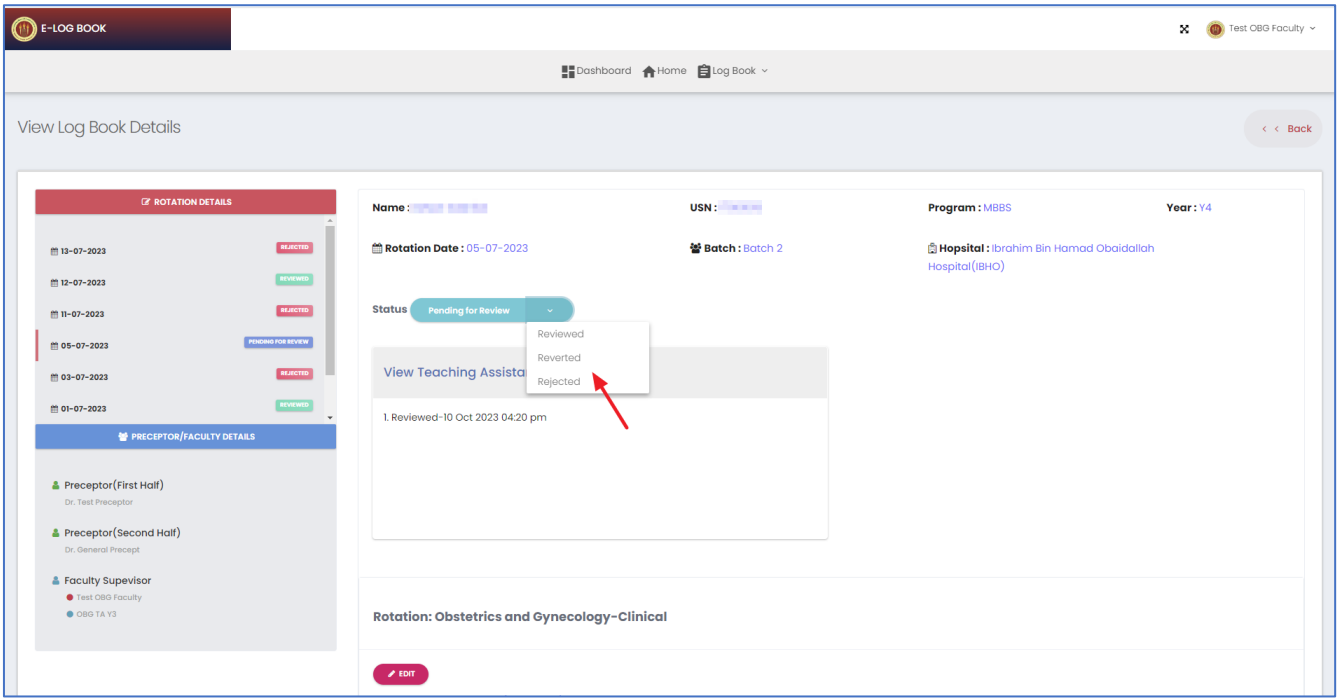 E-LOG BOOK
Test OBG Faculty
Dashboard Home Log Book
View Log Book Details
< < Back
ROTATION DETAILS
13-07-2023 REJECTED
12-07-2023 REVIEWED
11-07-2023 REJECTED
05-07-2023 PENDING FOR REVIEW
03-07-2023 REJECTED
01-07-2023 REVIEWED
PRECEPTOR/FACULTY DETAILS
Preceptor(First Half)
Dr. Test Preceptor
Preceptor(Second Half)
Dr. General Precept
Faculty Supevisor
Test OBG Faculty
OBG TA Y3
Name : USN : Program : MBBS Year : Y4
Rotation Date : 05-07-2023 Batch : Batch 2 Hopsital : Ibrahim Bin Hamad Obaidallah
Hospital(IBHO)
Status Pending for Review
Reviewed
Reverted
Rejected
View Teaching Assista
1. Reviewed-10 Oct 2023 04:20 pm
Rotation: Obstetrics and Gynecology-Clinical
EDIT